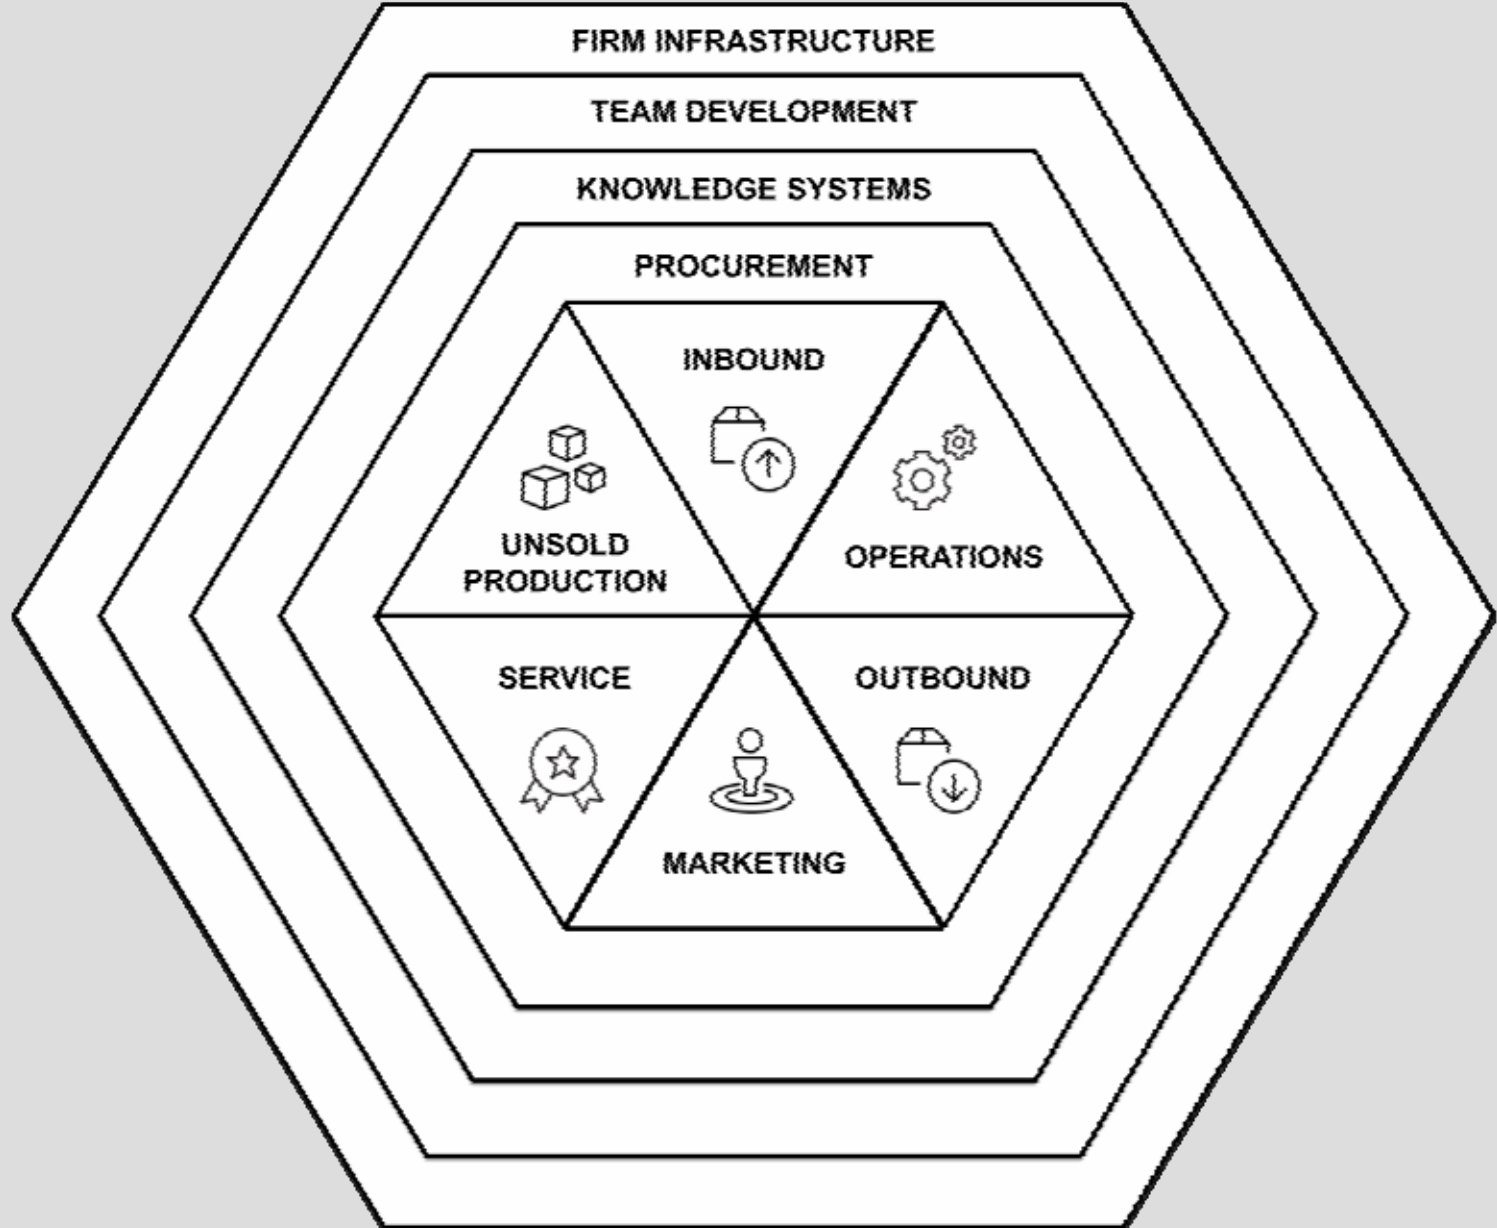 FIRM INFRASTRUCTURE
TEAM DEVELOPMENT
KNOWLEDGE SYSTEMS
PROCUREMENT
INBOUND
UNSOLD
PRODUCTION
OPERATIONS
SERVICE
OUTBOUND
MARKETING